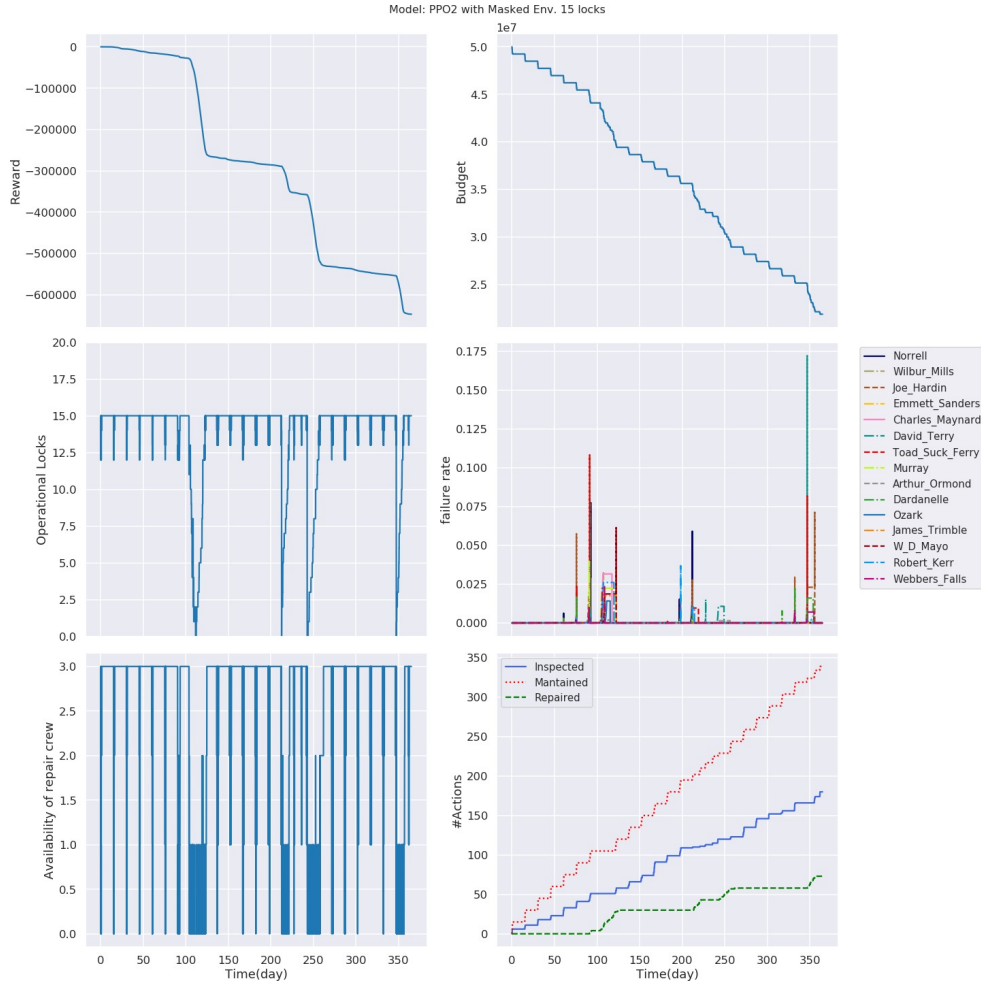 Model: PPO2 with Masked Env. 15 locks
0
−100000
−200000
−300000
−400000
−500000
−600000
Reward
1e7
5.0
4.5
4.0
3.5
3.0
2.5
Budget
20.0
17.5
15.0
12.5
10.0
7.5
5.0
2.5
0.0
Operational Locks
0.175
0.150
0.125
0.100
0.075
0.050
0.025
0.000
failure rate
Norrell
Wilbur_Mills
Joe_Hardin
Emmett_Sanders
Charles_Maynard
David_Terry
Toad_Suck_Ferry
Murray
Arthur_Ormond
Dardanelle
Ozark
James_Trimble
W_D_Mayo
Robert_Kerr
Webbers_Falls
3.0
2.5
2.0
1.5
1.0
0.5
0.0
Availability of repair crew
0 50 100 150 200 250 300 350
Time(day)
350
300
250
200
150
100
50
0
#Actions
Inspected
Mantained
Repaired
0 50 100 150 200 250 300 350
Time(day)